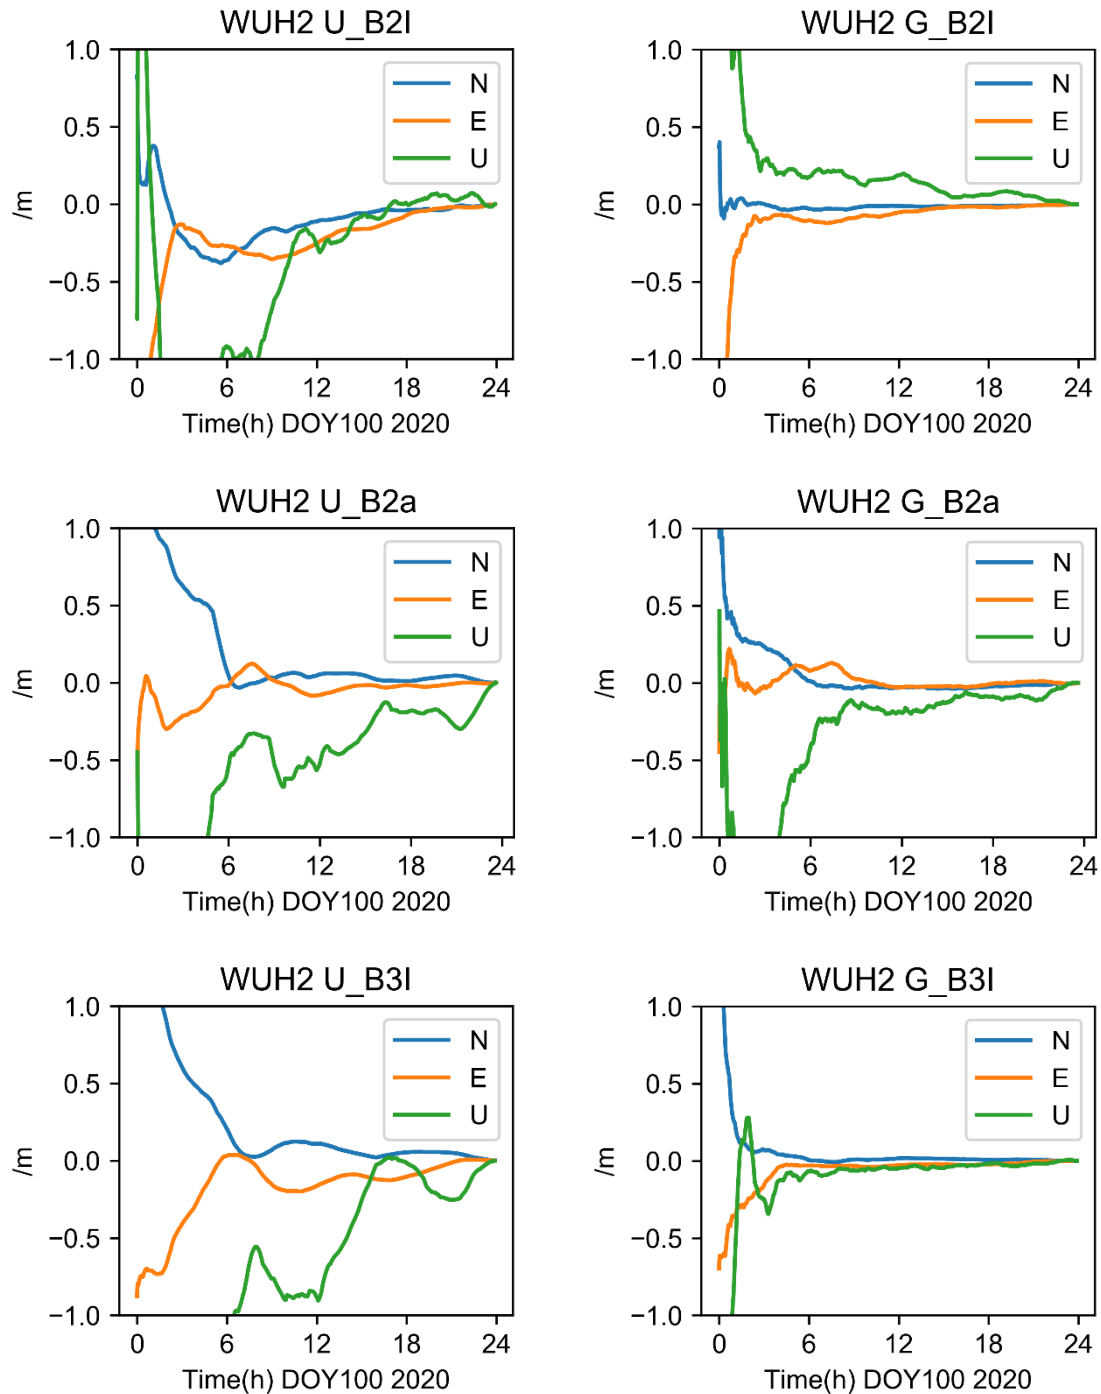 WUH2 U_B2I
1.0
0.5
0.0
−0.5
−1.0
/m
N
E
U
0 6 12 18 24
Time(h) DOY100 2020
WUH2 G_B2I
1.0
0.5
0.0
−0.5
−1.0
/m
N
E
U
0 6 12 18 24
Time(h) DOY100 2020
WUH2 U_B2a
1.0
0.5
0.0
−0.5
−1.0
/m
N
E
U
0 6 12 18 24
Time(h) DOY100 2020
WUH2 G_B2a
1.0
0.5
0.0
−0.5
−1.0
/m
N
E
U
0 6 12 18 24
Time(h) DOY100 2020
WUH2 U_B3I
1.0
0.5
0.0
−0.5
−1.0
/m
N
E
U
0 6 12 18 24
Time(h) DOY100 2020
WUH2 G_B3I
1.0
0.5
0.0
−0.5
−1.0
/m
N
E
U
0 6 12 18 24
Time(h) DOY100 2020